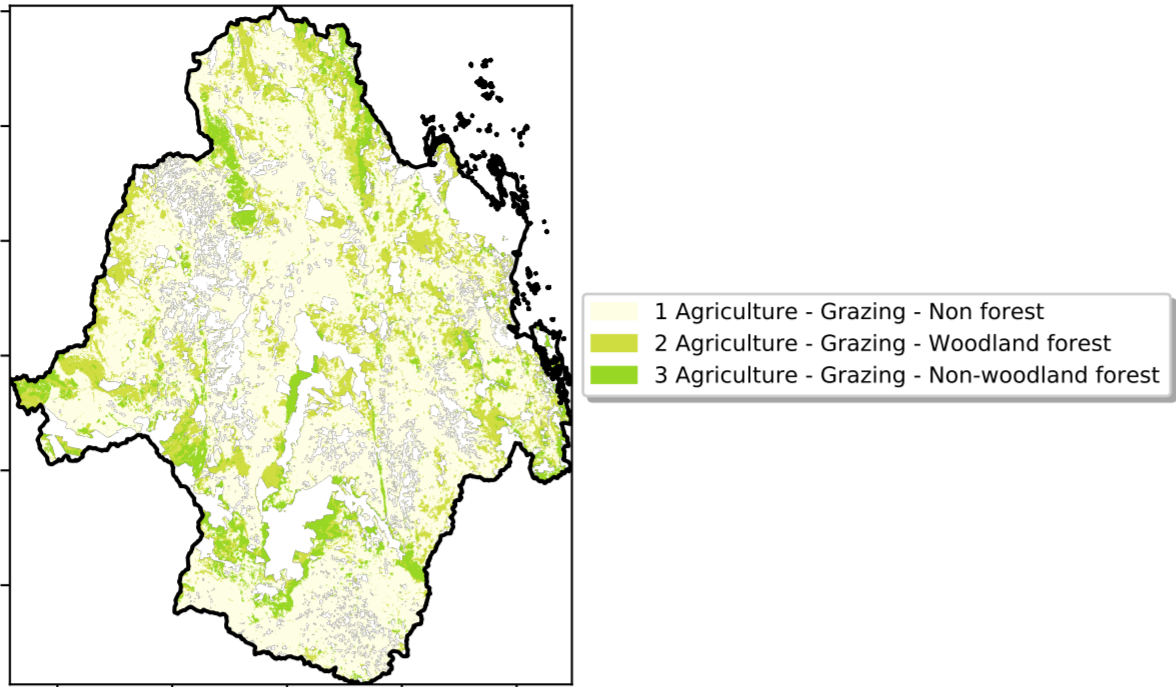 1 Agriculture - Grazing - Non forest
2 Agriculture - Grazing - Woodland forest
3 Agriculture - Grazing - Non-woodland forest